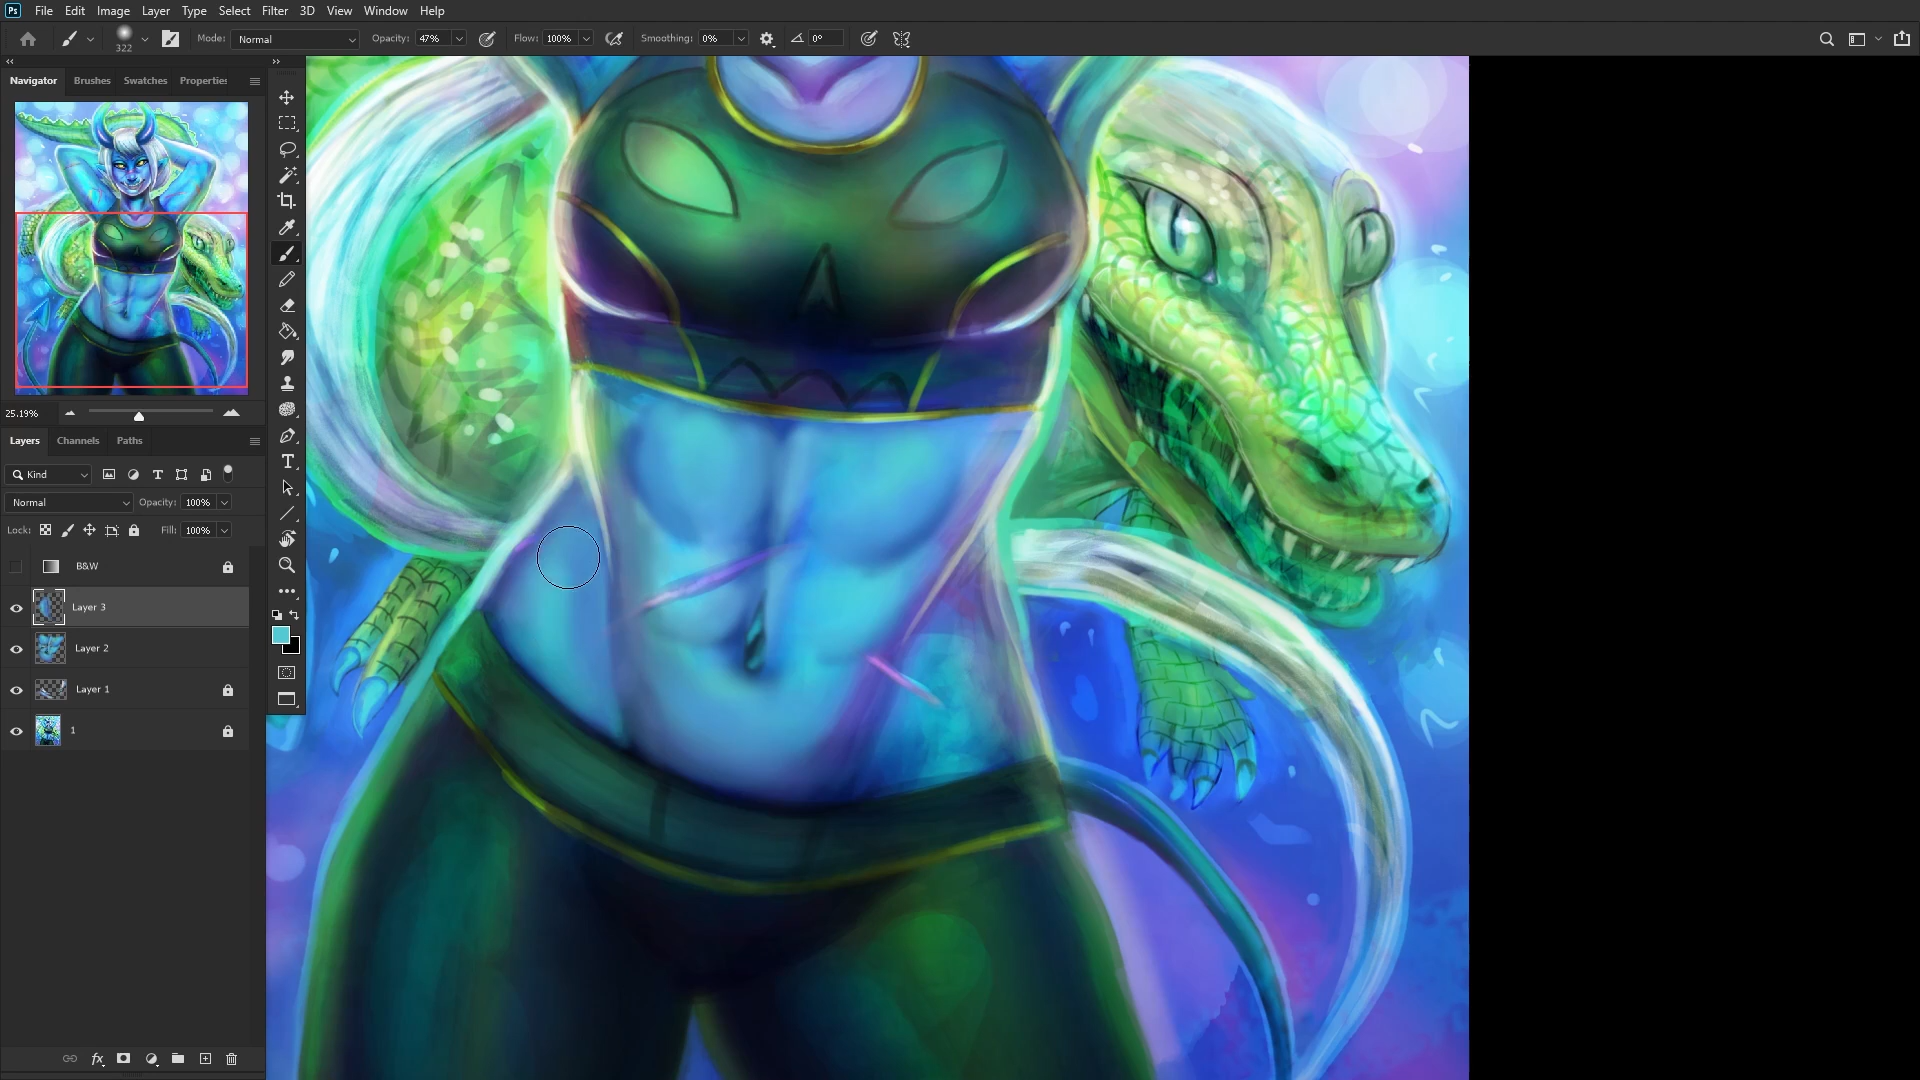 Ps File Edit Image Layer Type Select Filter 3D View Window Help
322 Mode: Normal Opacity: 47% Flow: 100% Smoothing: 0% 0°
Navigator Brushes Swatches Properties
25.19%
Layers Channels Paths
Kind T
Normal Opacity: 100%
Lock: Fill: 100%
B&W
Layer 3
Layer 2
Layer 1
1
fx
T